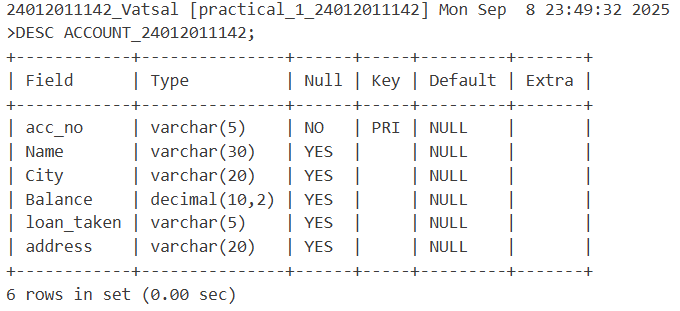 24012011142_Vatsal [practical_1_24012011142] Mon Sep  8 23:49:32 2025
>DESC ACCOUNT_24012011142;
+------------+---------------+------+-----+---------+-------+
| Field      | Type          | Null | Key | Default | Extra |
+------------+---------------+------+-----+---------+-------+
| acc_no     | varchar(5)    | NO   | PRI | NULL    |       |
| Name       | varchar(30)   | YES  |     | NULL    |       |
| City       | varchar(20)   | YES  |     | NULL    |       |
| Balance    | decimal(10,2) | YES  |     | NULL    |       |
| loan_taken | varchar(5)    | YES  |     | NULL    |       |
| address    | varchar(20)   | YES  |     | NULL    |       |
+------------+---------------+------+-----+---------+-------+
6 rows in set (0.00 sec)